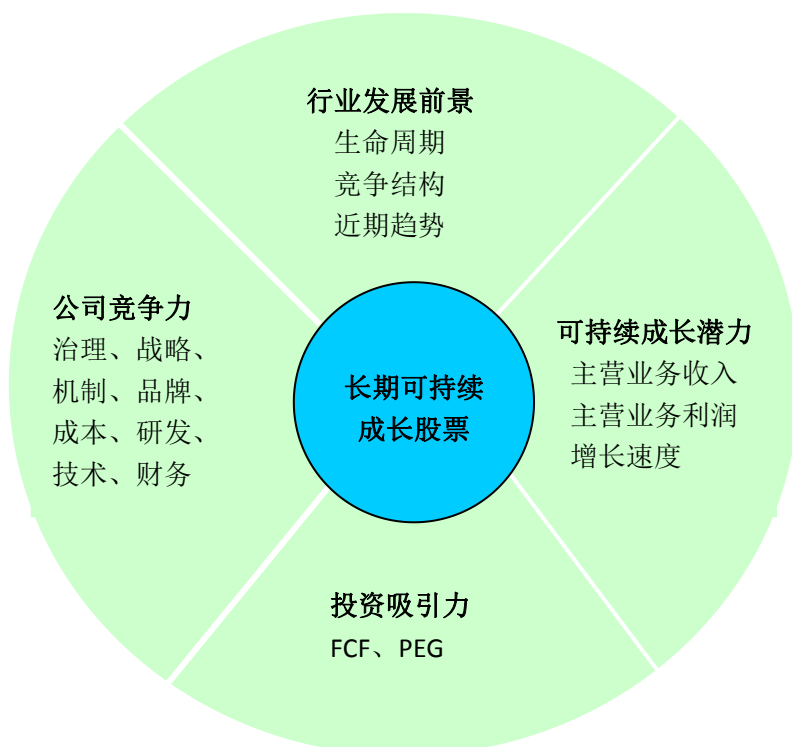 行业发展前景
生命周期
竞争结构
近期趋势
公司竞争力
治理、战略、
机制、品牌、
成本、研发、
技术、财务
长期可持续
成长股票
可持续成长潜力
主营业务收入
主营业务利润
增长速度
投资吸引力
FCF、PEG